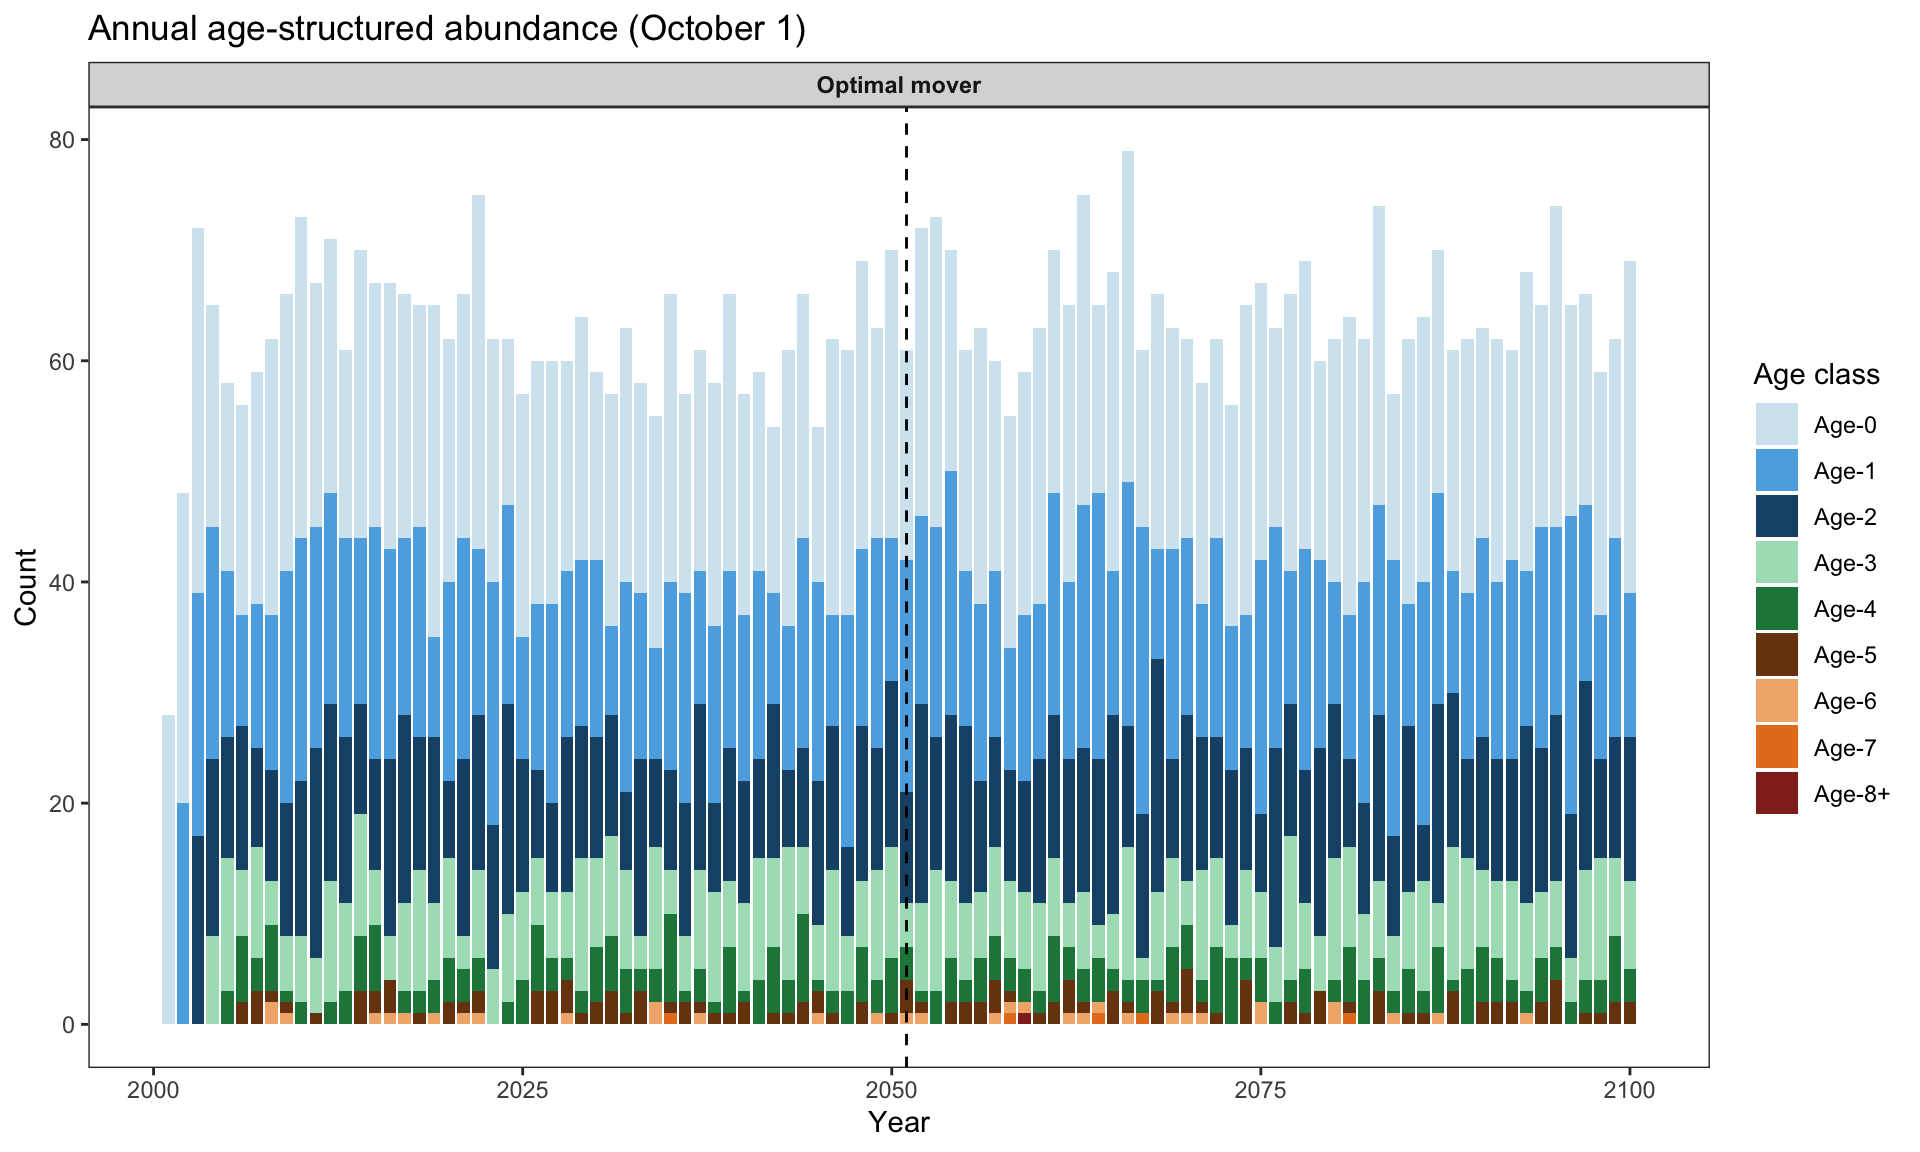 Annual age-structured abundance (October 1)
Optimal mover
80
60
40
20
0
Count
2000
2025
2050
2075
2100
Year
Age class
Age-0
Age-1
Age-2
Age-3
Age-4
Age-5
Age-6
Age-7
Age-8+